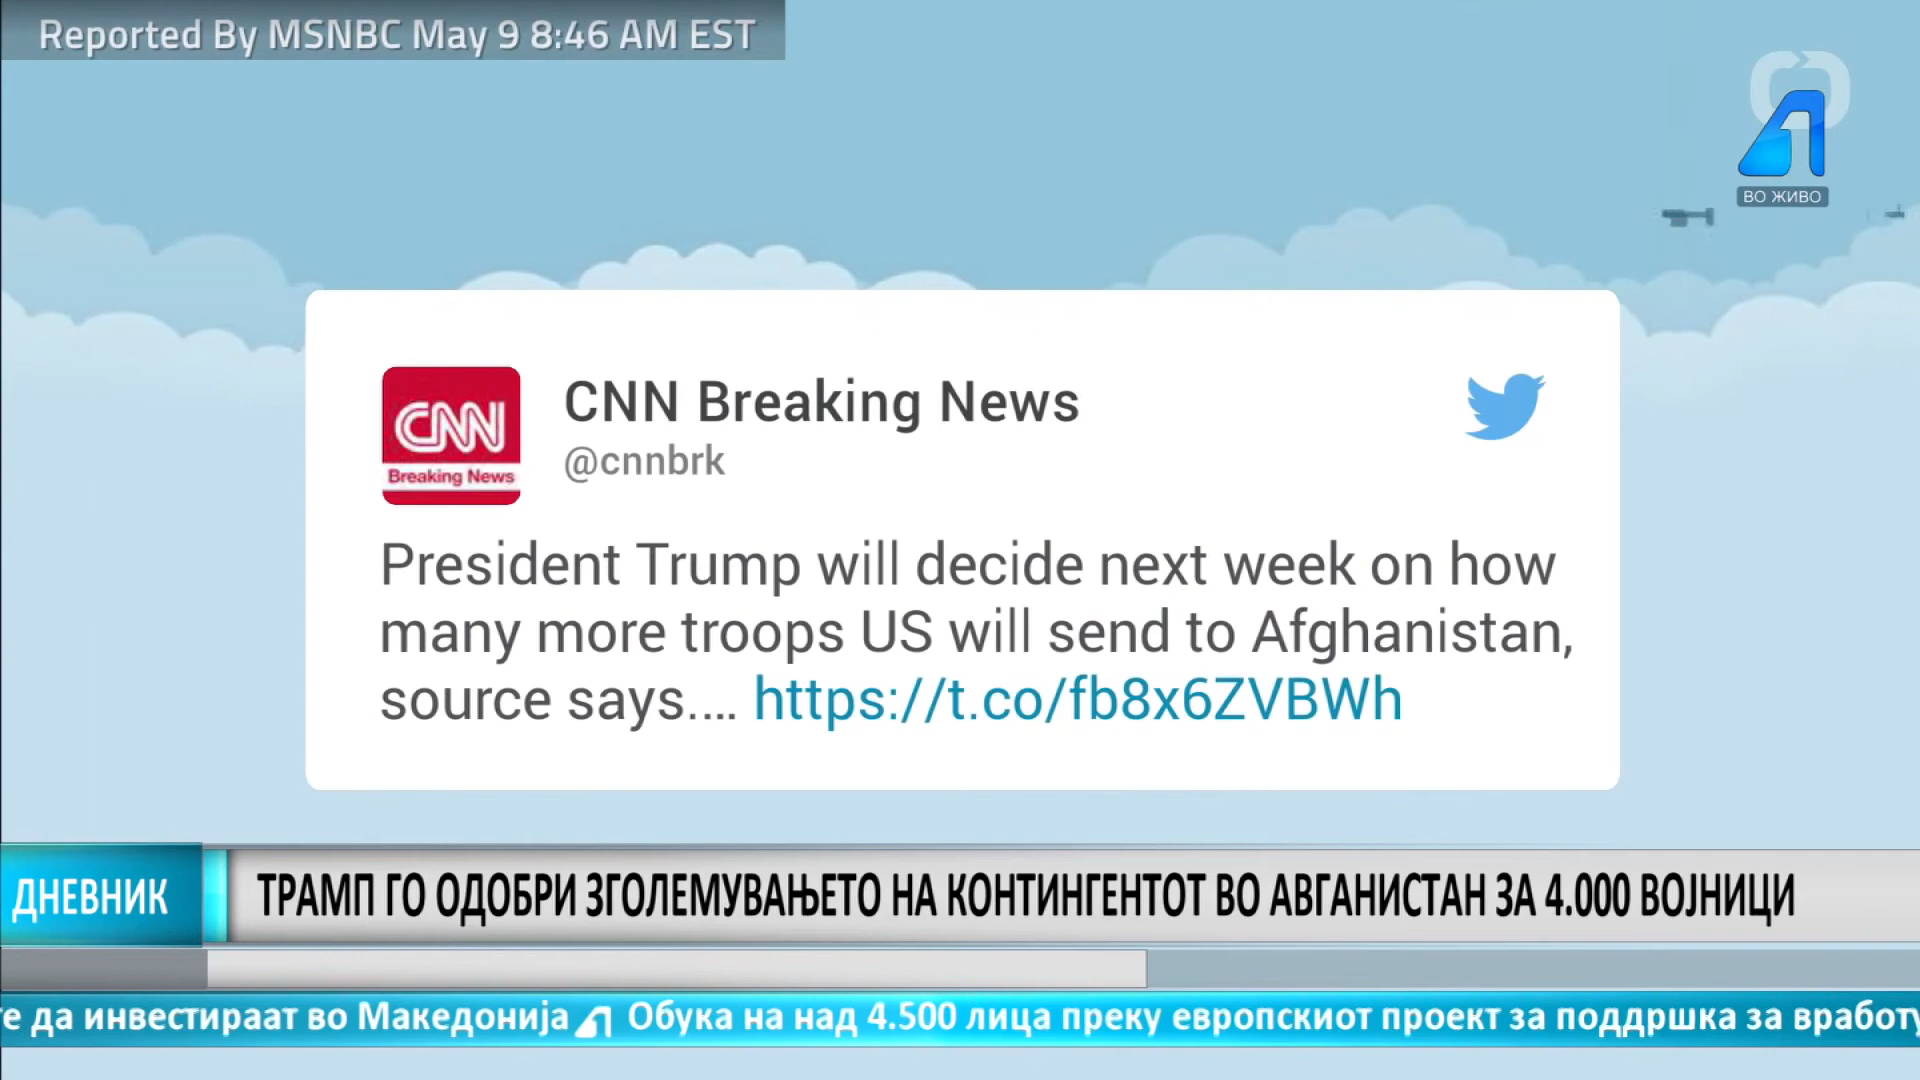 Reported By MSNBC May 9 8:46 AM EST
ВО ЖИВО
CNN
Breaking News
CNN Breaking News
@cnnbrk
President Trump will decide next week on how
many more troops US will send to Afghanistan,
source says.... https://t.co/fb8x6ZVBWh
ДНЕВНИК
ТРАМП ГО ОДОБРИ ЗГОЛЕМУВАЊЕТО НА КОНТИНГЕНТОТ ВО АВГАНИСТАН ЗА 4.000 ВОЈНИЦИ
да инвестираат во Македонија Обука на над 4.500 лица преку европскиот проект за поддршка за